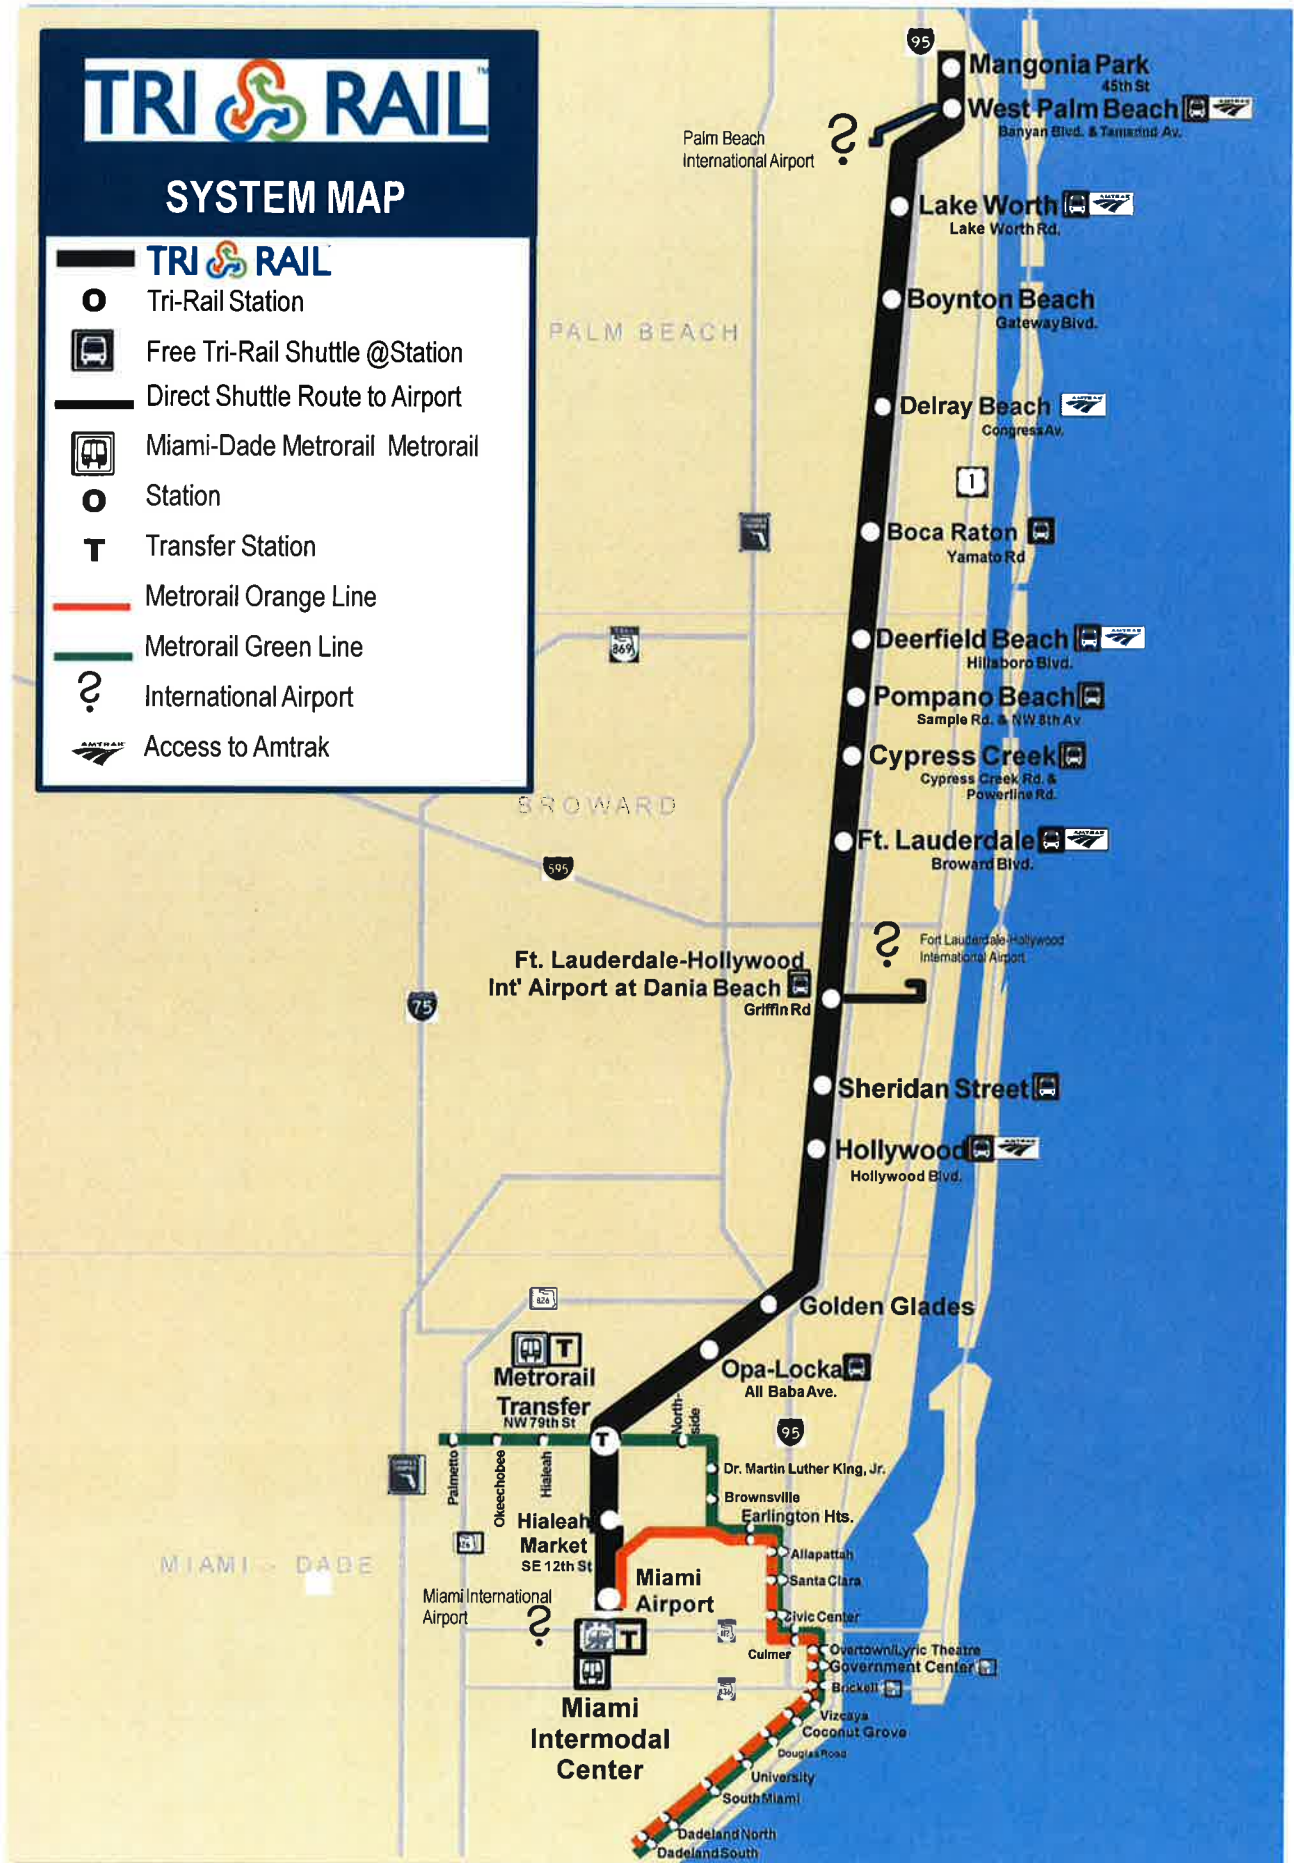 TRI RAIL™
SYSTEM MAP
TRI RAIL
Tri-Rail Station
Free Tri-Rail Shuttle @Station
Direct Shuttle Route to Airport
Miami-Dade Metrorail Metrorail
Station
T Transfer Station
Metrorail Orange Line
Metrorail Green Line
International Airport
AMTRAK Access to Amtrak
95
Mangonia Park
45th St
West Palm Beach
Banyan Blvd. & Tamarind Av.
Palm Beach
International Airport
Lake Worth
Lake Worth Rd.
Boynton Beach
Gateway Blvd.
PALM BEACH
Delray Beach
Congress Av.
1
Boca Raton
Yamato Rd
869
Deerfield Beach
Hillsboro Blvd.
Pompano Beach
Sample Rd. & NW 8th Av
Cypress Creek
Cypress Creek Rd. &
Powerline Rd.
BROWARD
Ft. Lauderdale
Broward Blvd.
595
Fort Lauderdale-Hollywood
International Airport
Ft. Lauderdale-Hollywood
Int' Airport at Dania Beach
Griffin Rd
75
Sheridan Street
Hollywood
Hollywood Blvd.
826
Golden Glades
T
Metrorail
Transfer
NW 79th St
Opa-Locka
Ali Baba Ave.
95
T
North-
side
Palmetto
Okeechobee
Hialeah
Dr. Martin Luther King, Jr.
Brownsville
Earlington Hts.
Hialeah
Market
SE 12th St
Allapattah
Santa Clara
MIAMI - DADE
Miami
Airport
Miami International
Airport
T
Civic Center
Culmer
Overtown/Lyric Theatre
Government Center
836
Brickell
Miami
Intermodal
Center
Vizcaya
Coconut Grove
Douglas Road
University
South Miami
Dadeland North
Dadeland South